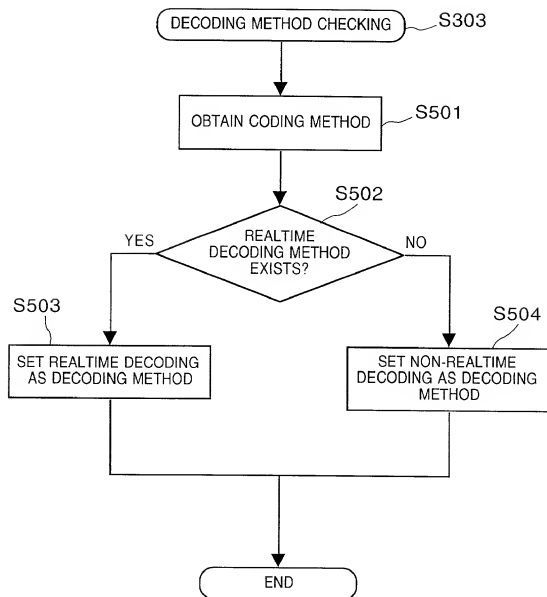 DECODING METHOD CHECKING
S303
OBTAIN CODING METHOD
S501
S502
YES
REALTIME
DECODING METHOD
EXISTS?
NO
S503
S504
SET REALTIME DECODING
AS DECODING METHOD
SET NON-REALTIME
DECODING AS DECODING
METHOD
END